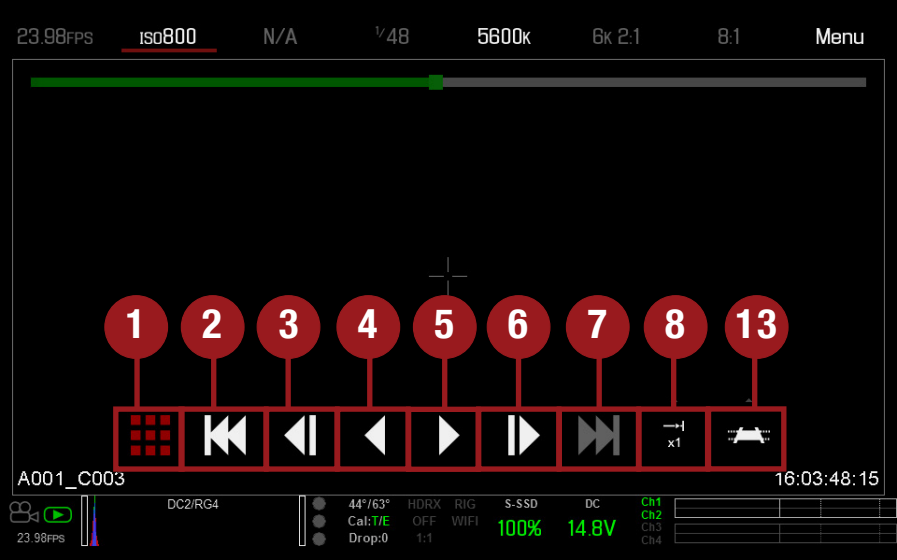 23.98FPS ISO800 N/A 1/48 5600K 6K 2:1 8:1 Menu
1 2 3 4 5 6 7 8 13
x1
A001_C003 16:03:48:15
DC2/RG4 44°/63° HDRX RIG S-SSD DC Ch1
Cal:T/E OFF WIFI 100% 14.8V Ch2
23.98FPS Drop:0 1:1 Ch3
Ch4